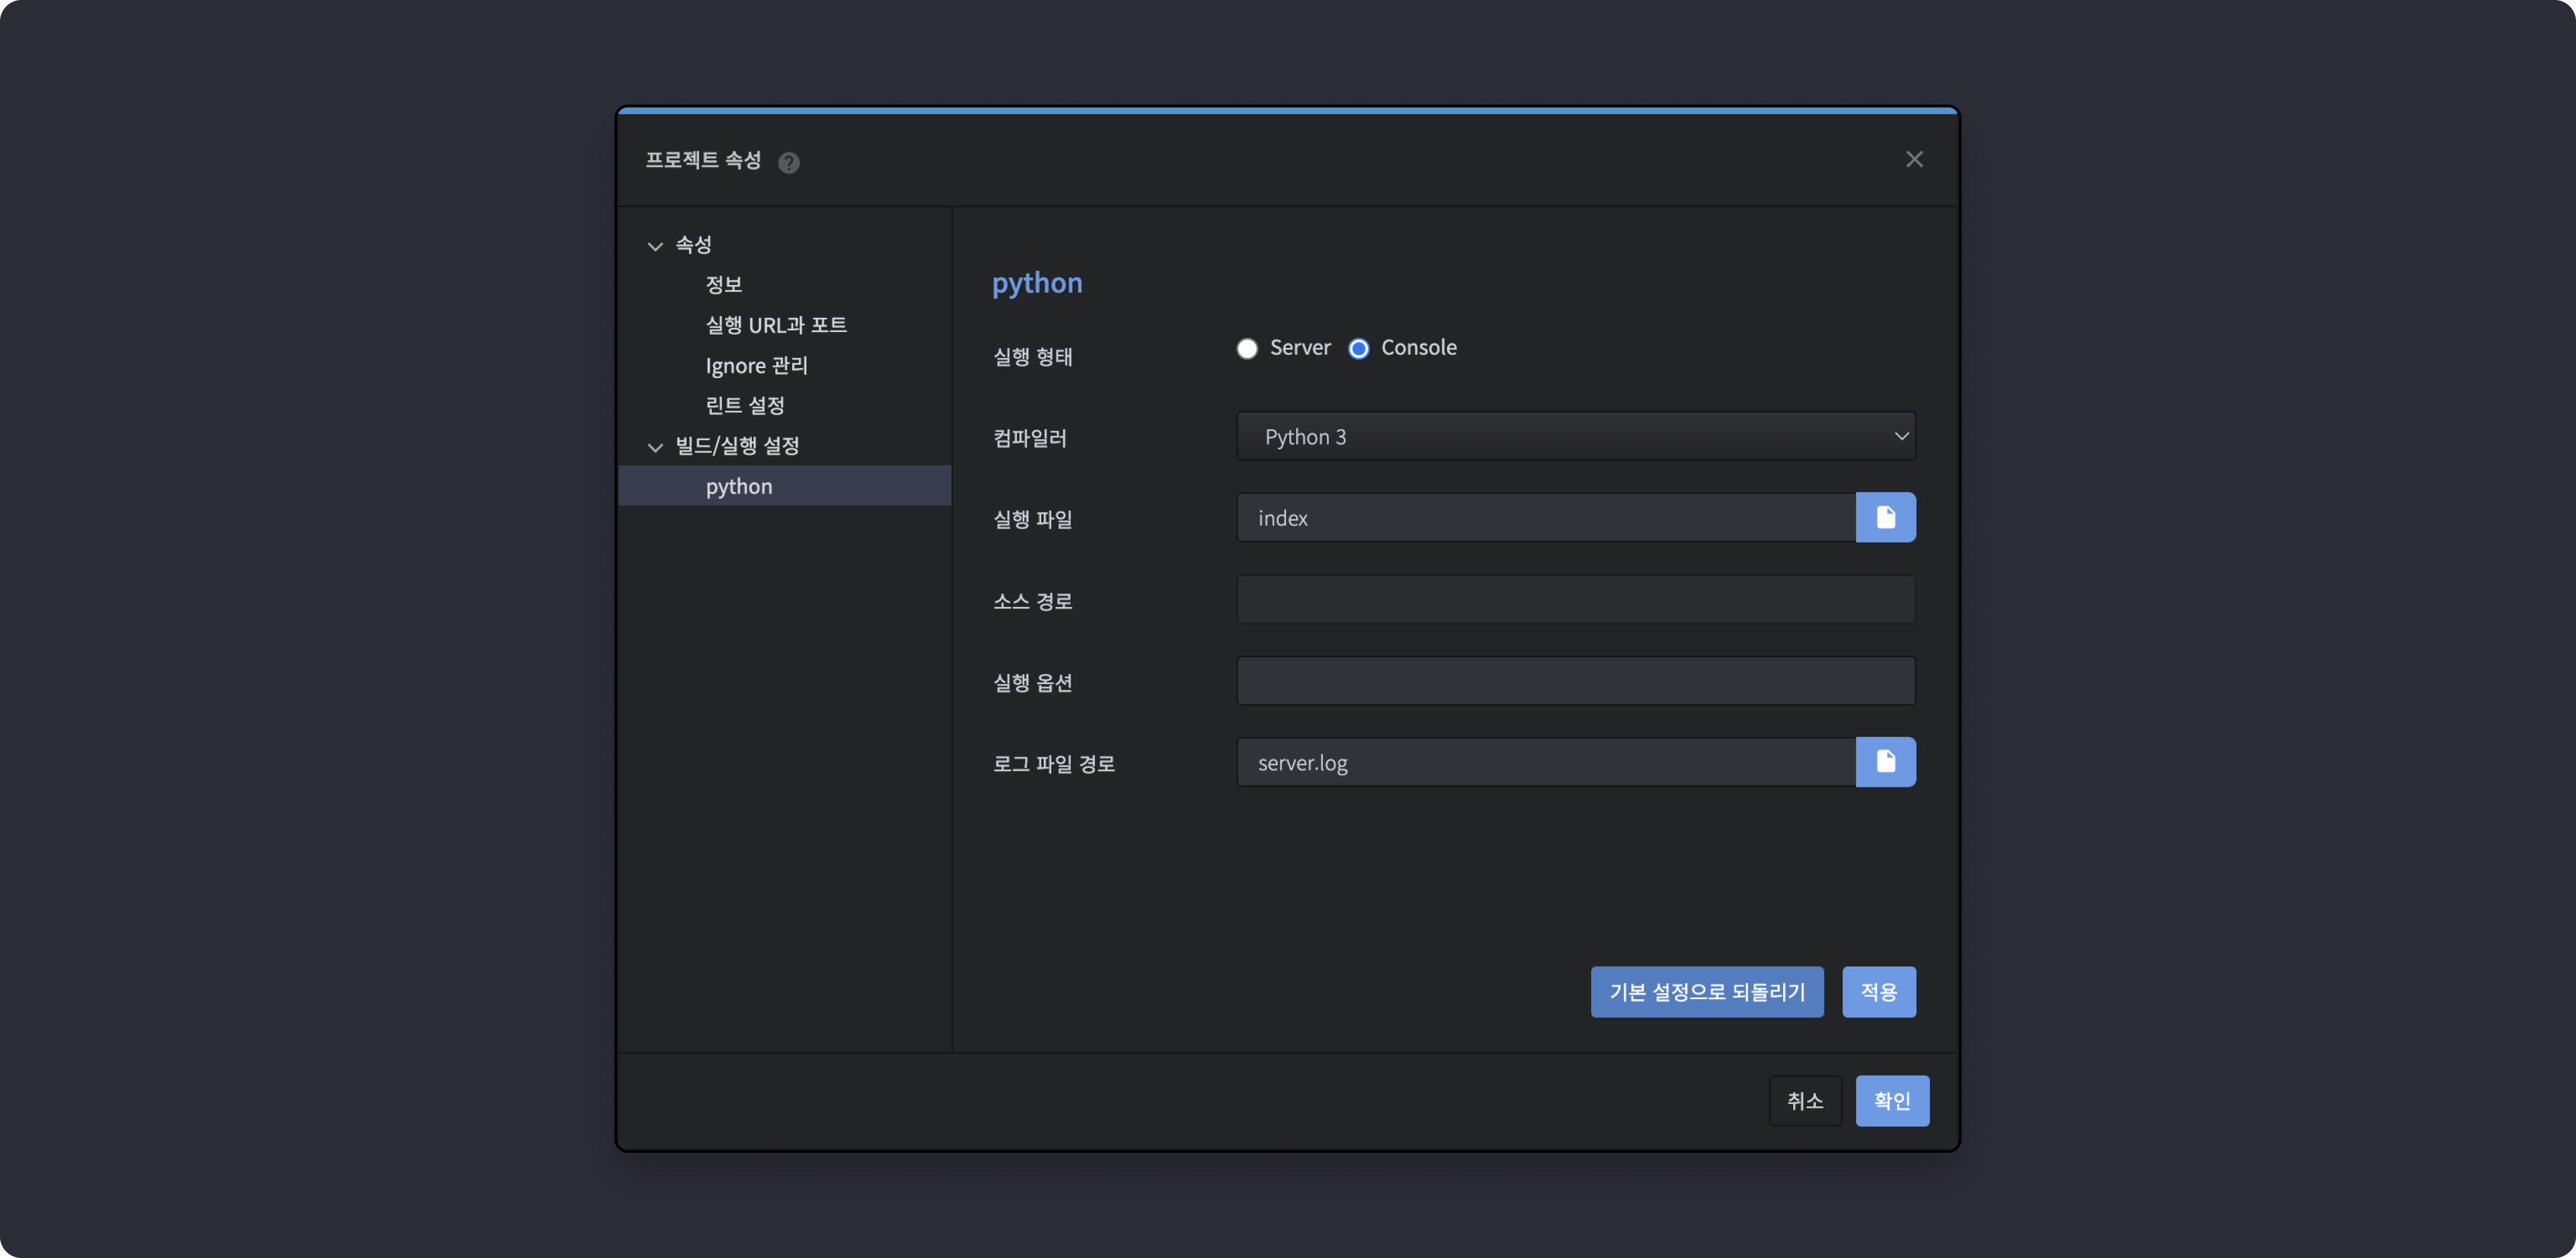 프로젝트 속성 ?
속성
정보
실행 URL과 포트
Ignore 관리
린트 설정
빌드/실행 설정
python
python
실행 형태 Server Console
컴파일러 Python 3
실행 파일 index
소스 경로
실행 옵션
로그 파일 경로 server.log
기본 설정으로 되돌리기 적용
취소 확인